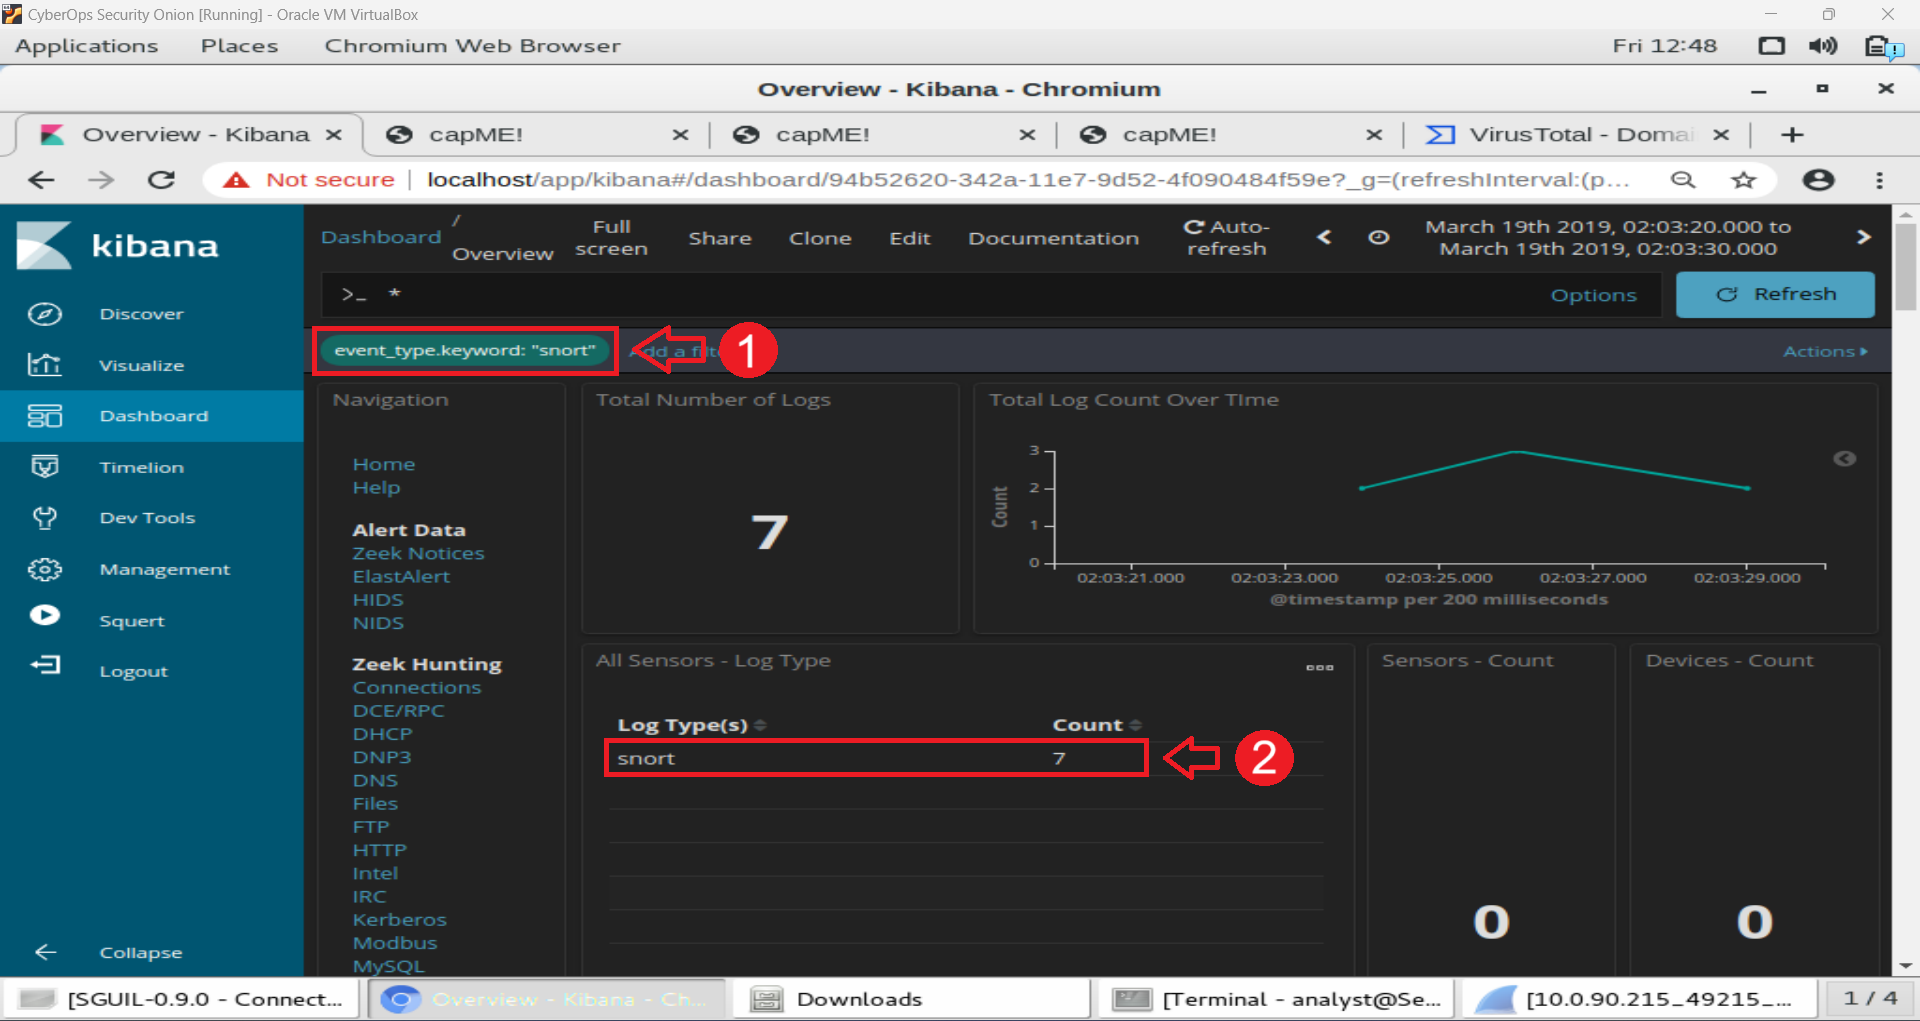 CyberOps Security Onion [Running] - Oracle VM VirtualBox
Applications Places Chromium Web Browser Fri 12:48
Overview - Kibana - Chromium
Overview - Kibana capME! capME! capME! VirusTotal - Domai
Not secure localhost/app/kibana#/dashboard/94b52620-342a-11e7-9d52-4f090484f59e?_g=(refreshInterval:(p...
kibana
Dashboard / Overview Full screen Share Clone Edit Documentation Auto-refresh March 19th 2019, 02:03:20.000 to
March 19th 2019, 02:03:30.000
>_ * Options Refresh
event_type.keyword: "snort" Add a filte 1 Actions
Discover
Visualize
Dashboard
Timelion
Dev Tools
Management
Squert
Logout
Collapse
Navigation
Home
Help
Alert Data
Zeek Notices
ElastAlert
HIDS
NIDS
Zeek Hunting
Connections
DCE/RPC
DHCP
DNP3
DNS
Files
FTP
HTTP
Intel
IRC
Kerberos
Modbus
MySQL
Total Number of Logs
7
Total Log Count Over TIme
3
2
1
0
Count
02:03:21.000 02:03:23.000 02:03:25.000 02:03:27.000 02:03:29.000
@timestamp per 200 milliseconds
All Sensors - Log Type
Log Type(s) Count
snort 7 2
Sensors - Count
0
Devices - Count
0
[SGUIL-0.9.0 - Connect... Overview - Kibana - Ch... Downloads [Terminal - analyst@Se... [10.0.90.215_49215_... 1 / 4